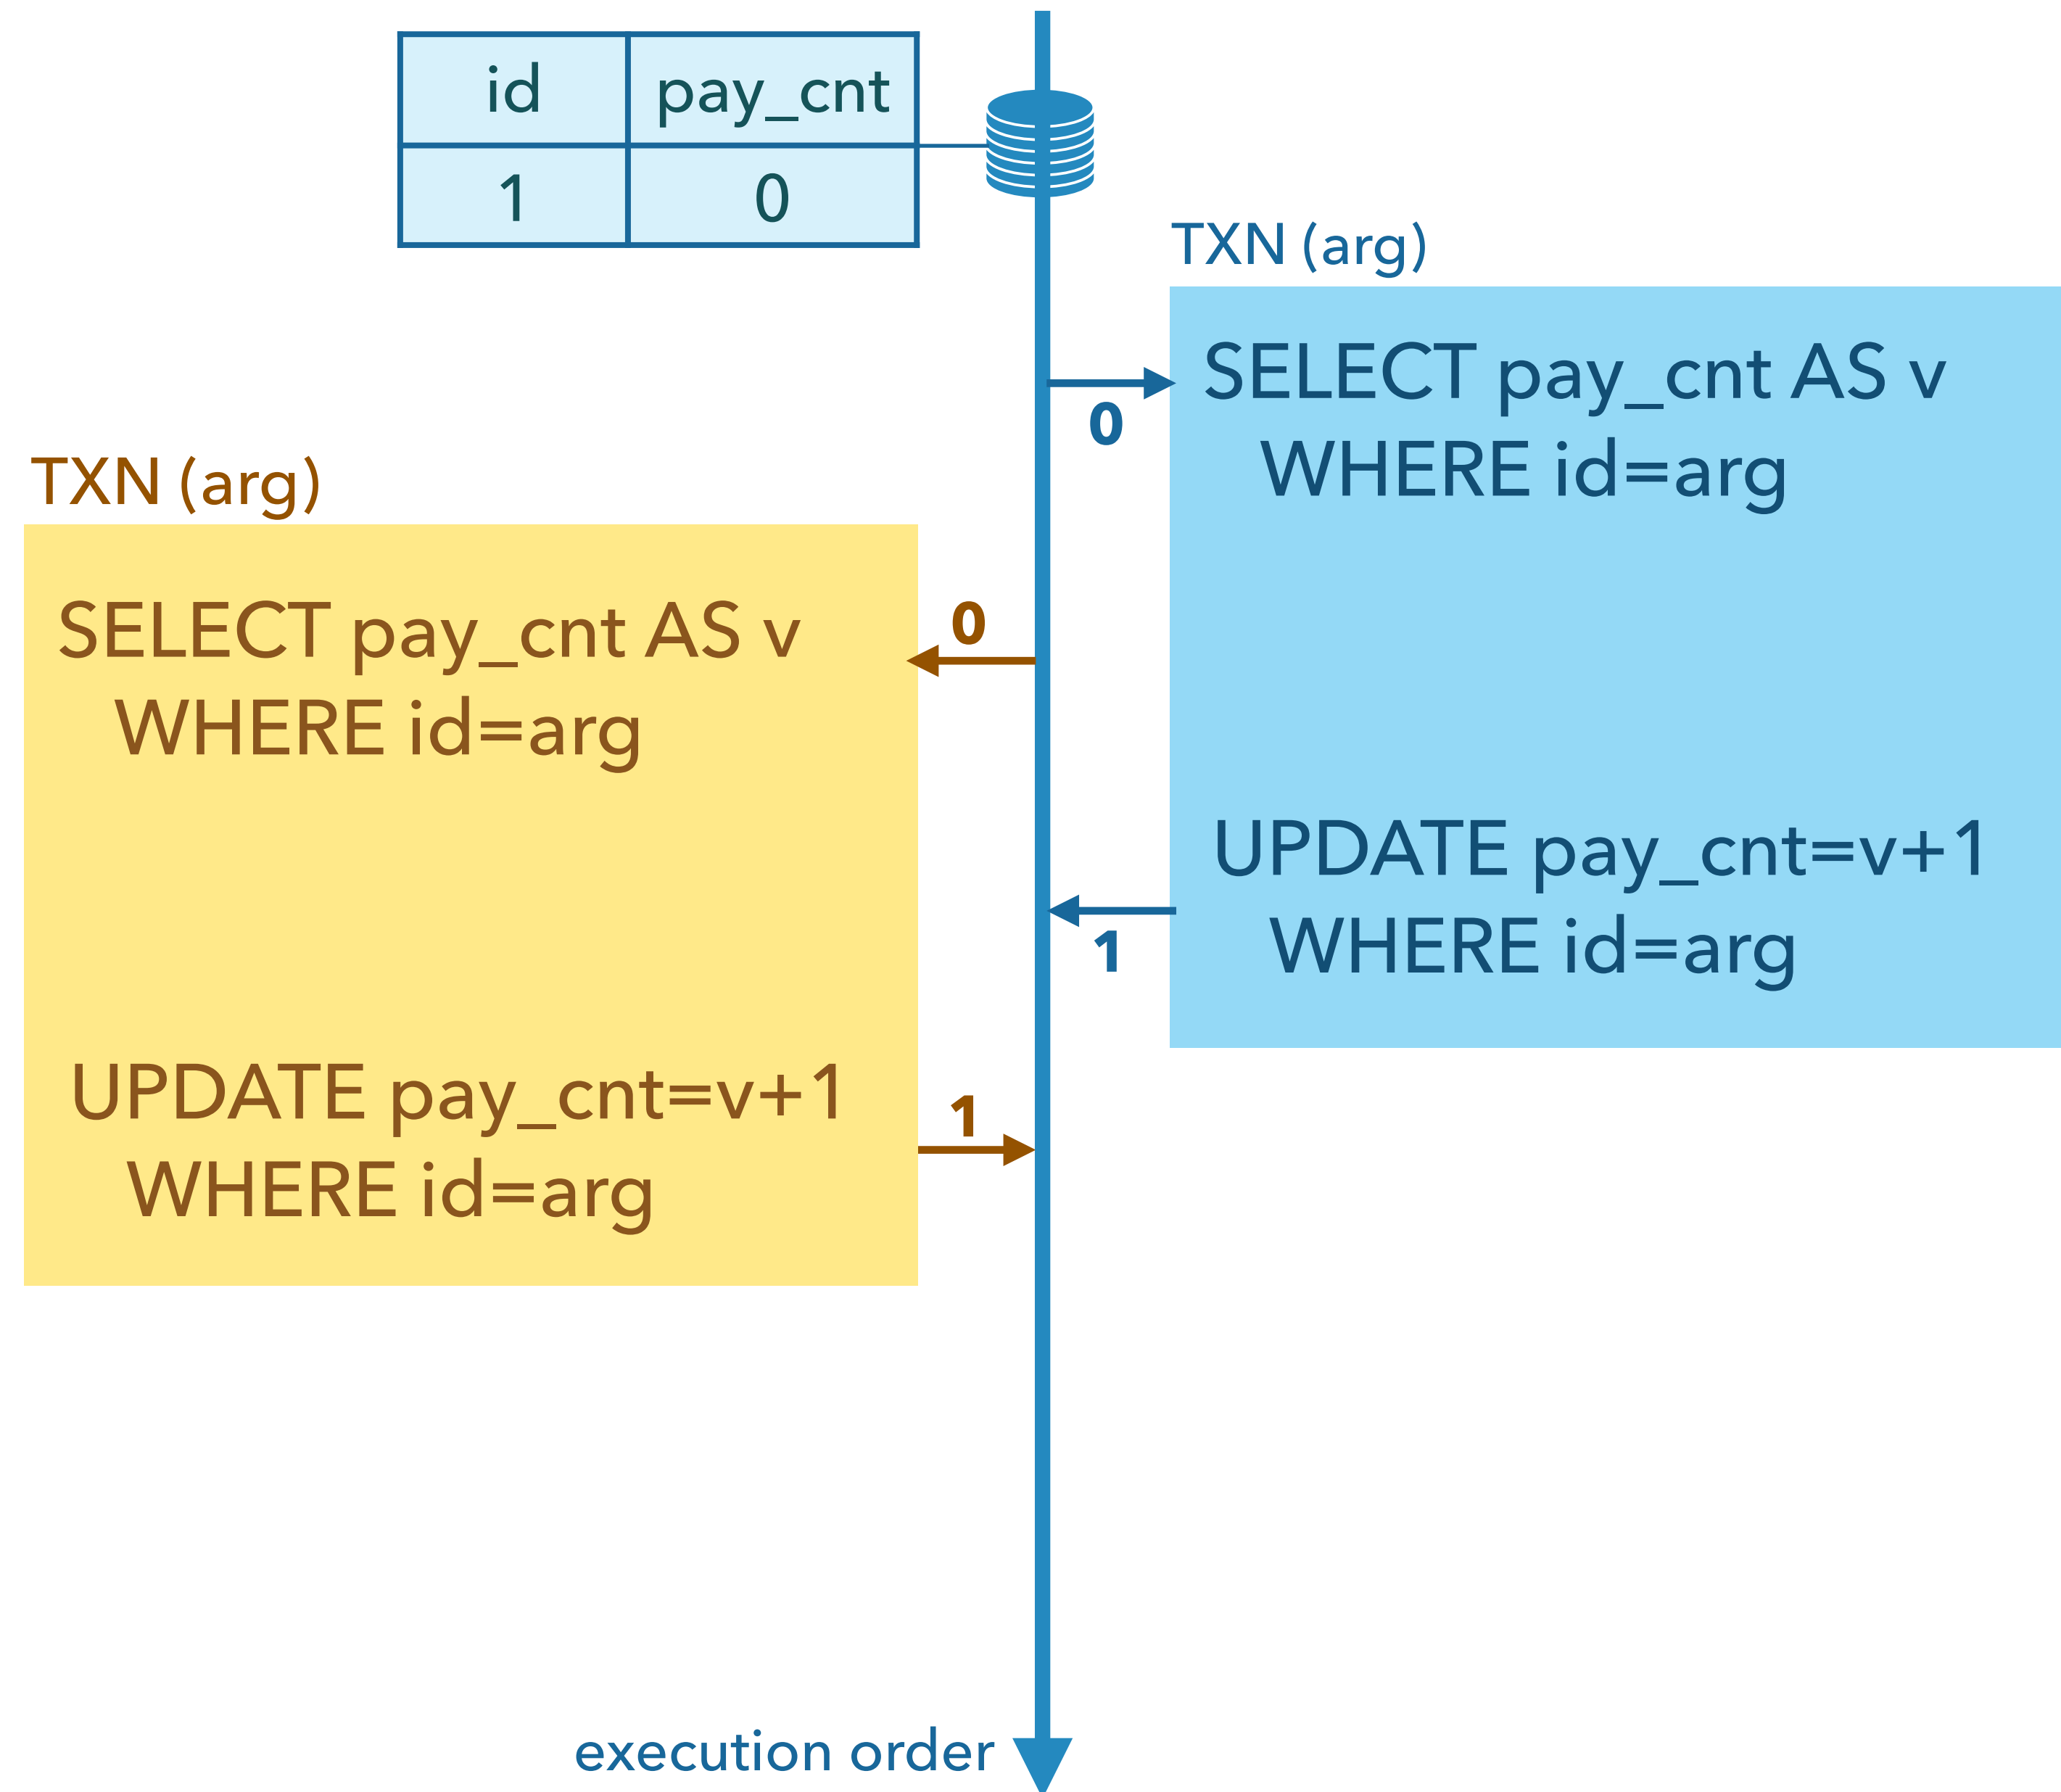 id pay_cnt
1 0
TXN (arg)
SELECT pay_cnt AS v
WHERE id=arg
0
TXN (arg)
SELECT pay_cnt AS v
WHERE id=arg
0
UPDATE pay_cnt=v+1
WHERE id=arg
1
UPDATE pay_cnt=v+1
WHERE id=arg
1
execution order